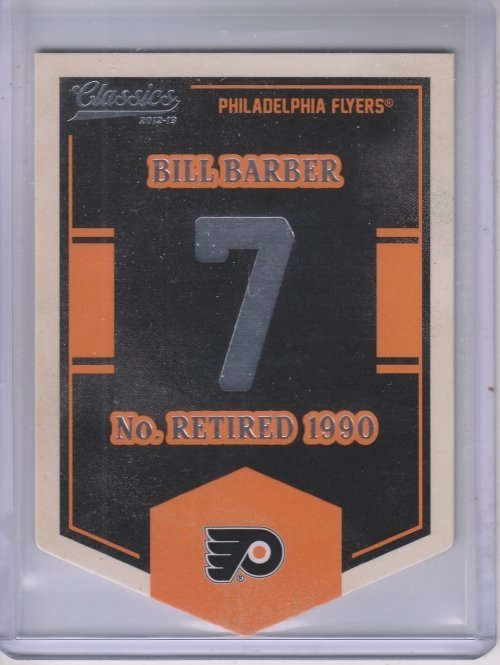 Classics
2012-13
PHILADELPHIA FLYERS®
BILL BARBER
7
No. RETIRED 1990
®